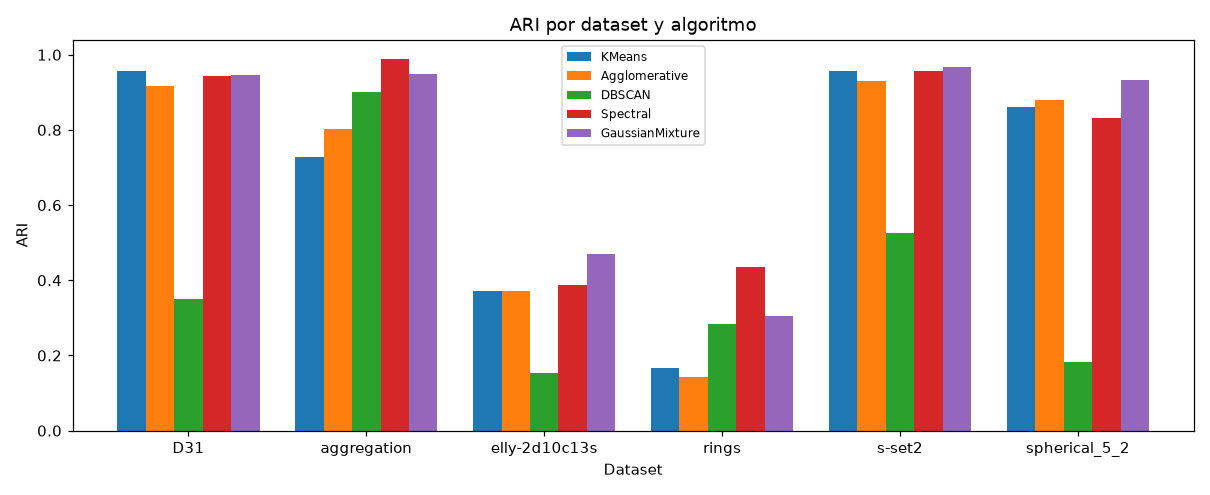 ARI por dataset y algoritmo
KMeans
Agglomerative
DBSCAN
Spectral
GaussianMixture
ARI
1.0
0.8
0.6
0.4
0.2
0.0
D31
aggregation
elly-2d10c13s
rings
s-set2
spherical_5_2
Dataset